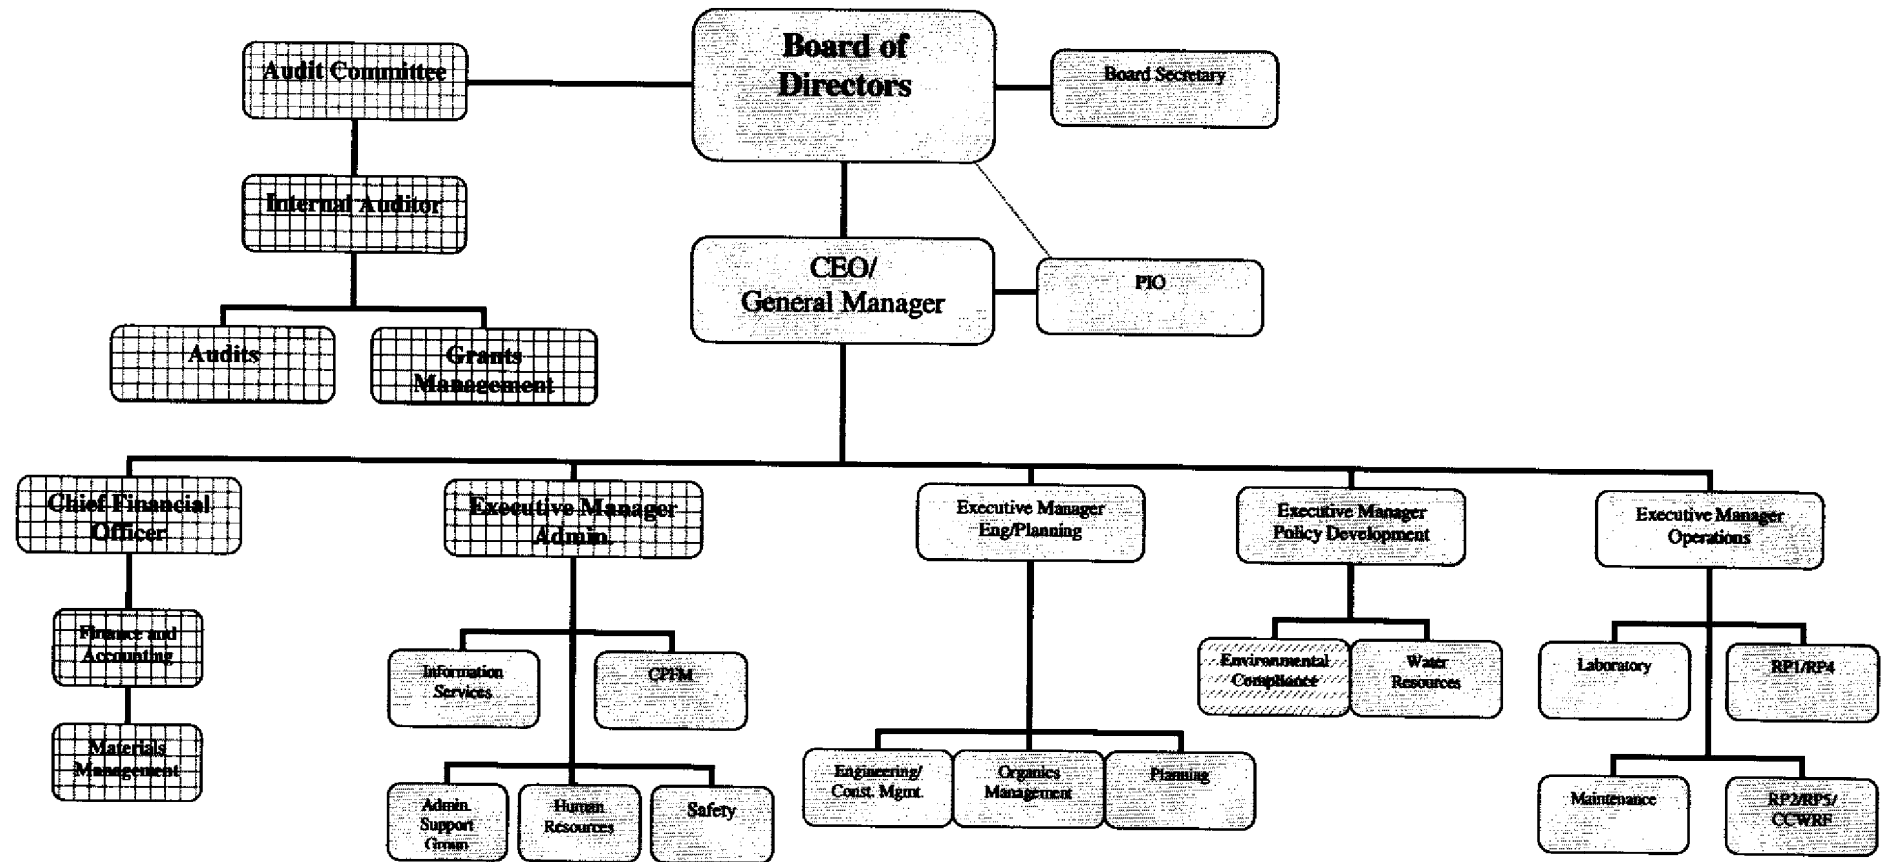 Board of
Directors
Audit Committee
Board Secretary
Internal Auditor
CEO/
General Manager
PIO
Audits
Grants
Management
Chief Financial
Officer
Executive Manager
Admin.
Executive Manager
Eng/Planning
Executive Manager
Policy Development
Executive Manager
Operations
Finance and
Accounting
Information
Services
CPFM
Environmental
Compliance
Water
Resources
Laboratory
RP1/RP4
Materials
Management
Admin.
Support
Group
Human
Resources
Safety
Engineering/
Const. Mgmt.
Organics
Management
Planning
Maintenance
RP2/RP5/
CCWRF